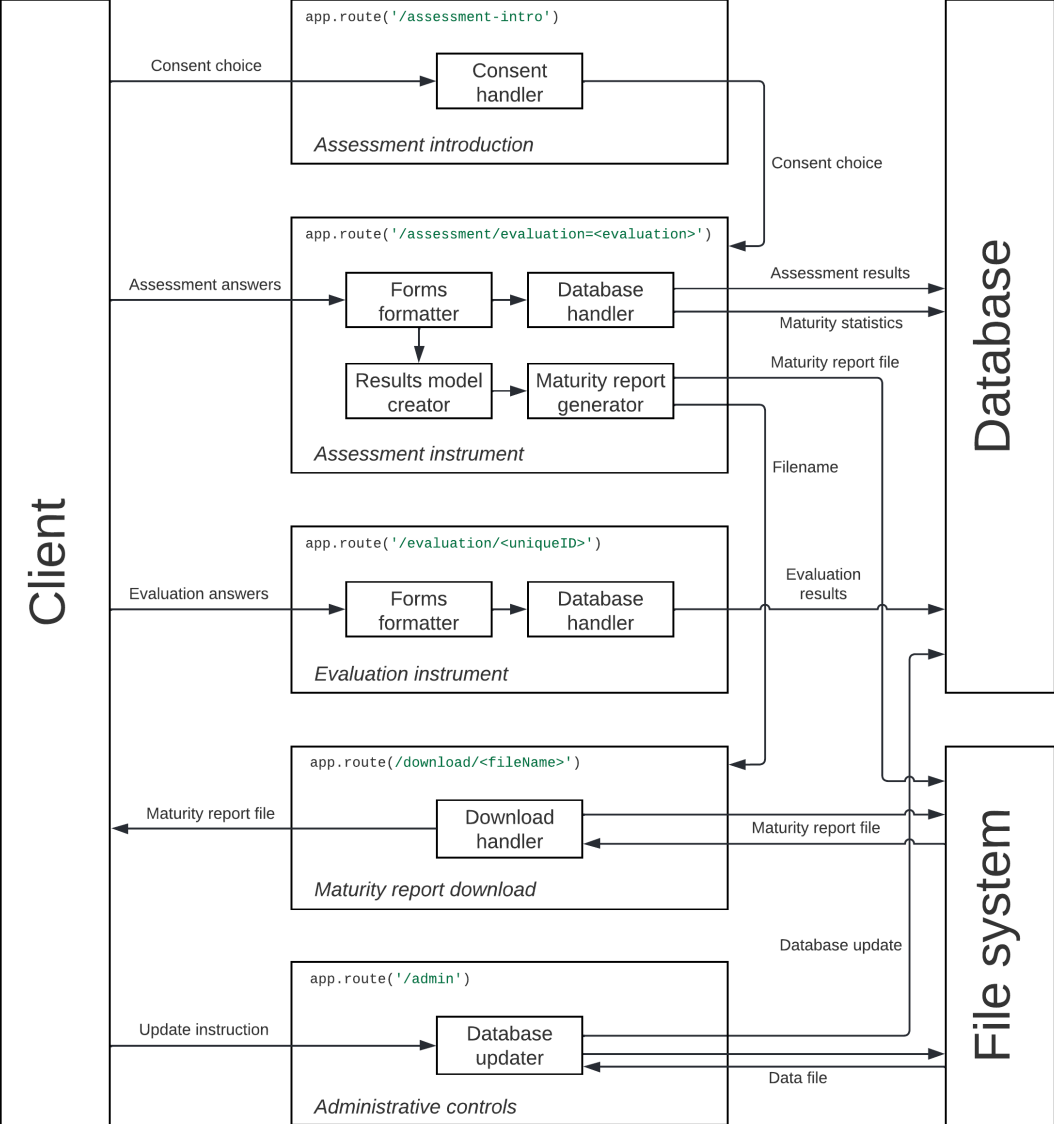 Client
app.route('/assessment-intro')
Consent choice
Consent
handler
Assessment introduction
Consent choice
app.route('/assessment/evaluation=<evaluation>')
Assessment answers
Forms
formatter
Database
handler
Assessment results
Maturity statistics
Results model
creator
Maturity report
generator
Maturity report file
Filename
Assessment instrument
Database
app.route('/evaluation/<uniqueID>')
Evaluation answers
Forms
formatter
Database
handler
Evaluation
results
Evaluation instrument
app.route(/download/<fileName>')
Maturity report file
Download
handler
Maturity report file
Maturity report download
File system
Database update
app.route('/admin')
Update instruction
Database
updater
Data file
Administrative controls